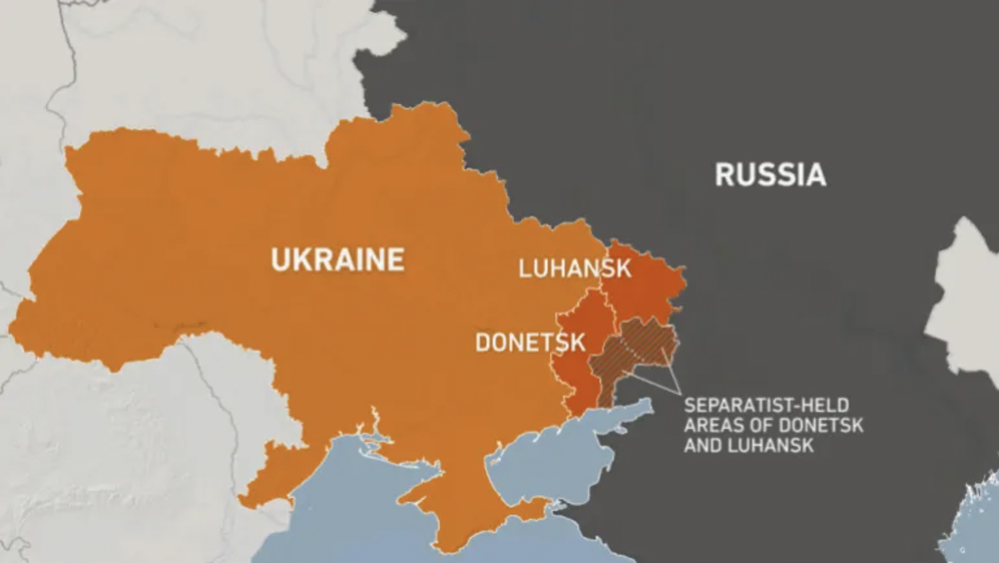 RUSSIA
UKRAINE
LUHANSK
DONETSK
SEPARATIST-HELD
AREAS OF DONETSK
AND LUHANSK